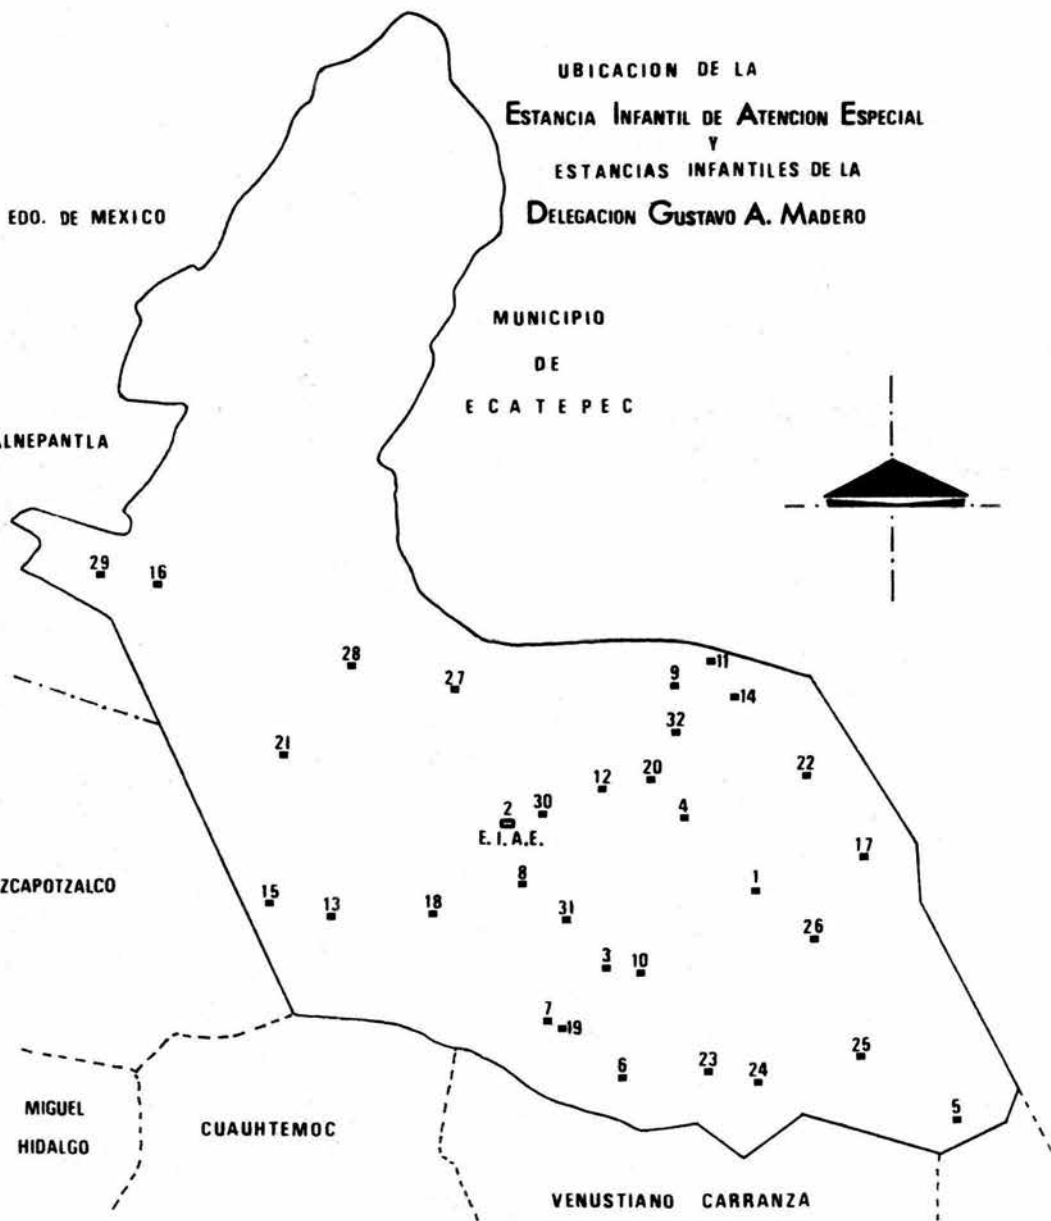 UBICACION DE LA
ESTANCIA INFANTIL DE ATENCION ESPECIAL
Y
ESTANCIAS INFANTILES DE LA
DELEGACION GUSTAVO A. MADERO
EDO. DE MEXICO
MUNICIPIO
DE
ECATEPEC
ALNEPANTLA
29
16
28
27
9
11
14
32
21
12
20
22
2
30
4
E.I.A.E.
17
8
1
ZCAPOTZALCO
15
13
18
31
26
3
10
7
19
6
23
24
25
5
MIGUEL
HIDALGO
CUAUHTEMOC
VENUSTIANO CARRANZA